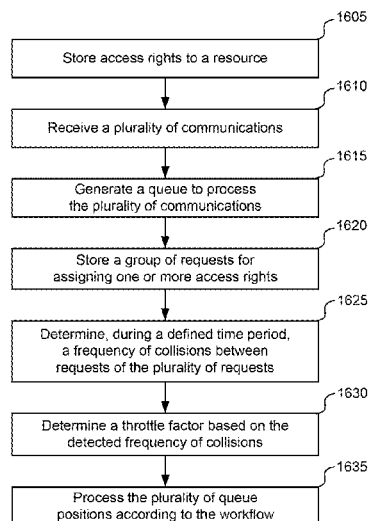 1605
Store access rights to a resource
1610
Receive a plurality of communications
1615
Generate a queue to process
the plurality of communications
1620
Store a group of requests for
assigning one or more access rights
1625
Determine, during a defined time period,
a frequency of collisions between
requests of the plurality of requests
1630
Determine a throttle factor based on the
detected frequency of collisions
1635
Process the plurality of queue
positions according to the workflow